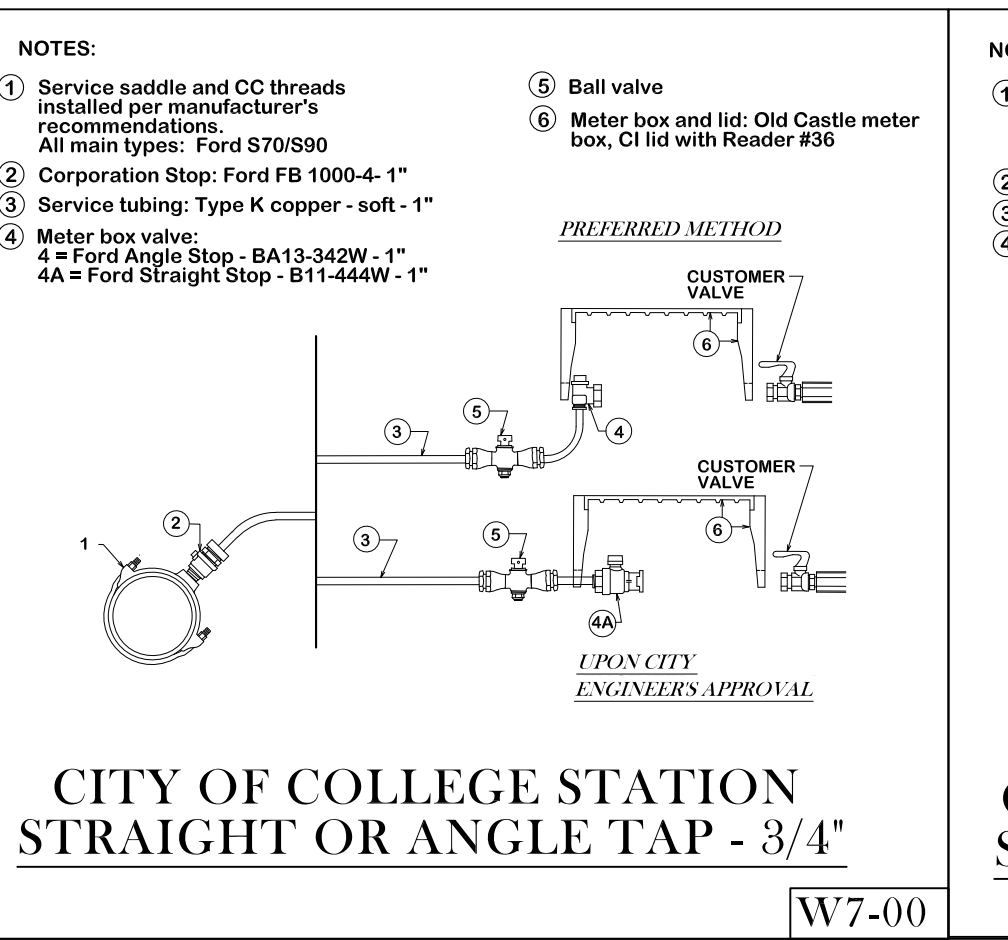 NOTES:
1 Service saddle and CC threads
installed per manufacturer's
recommendations.
All main types: Ford S70/S90
2 Corporation Stop: Ford FB 1000-4- 1"
3 Service tubing: Type K copper - soft - 1"
4 Meter box valve:
4 = Ford Angle Stop - BA13-342W - 1"
4A = Ford Straight Stop - B11-444W - 1"
5 Ball valve
6 Meter box and lid: Old Castle meter
box, CI lid with Reader #36
PREFERRED METHOD
CUSTOMER
VALVE
6
5
3
4
CUSTOMER
VALVE
6
2
1
3
5
4A
UPON CITY
ENGINEER'S APPROVAL
CITY OF COLLEGE STATION
STRAIGHT OR ANGLE TAP - 3/4"
W7-00